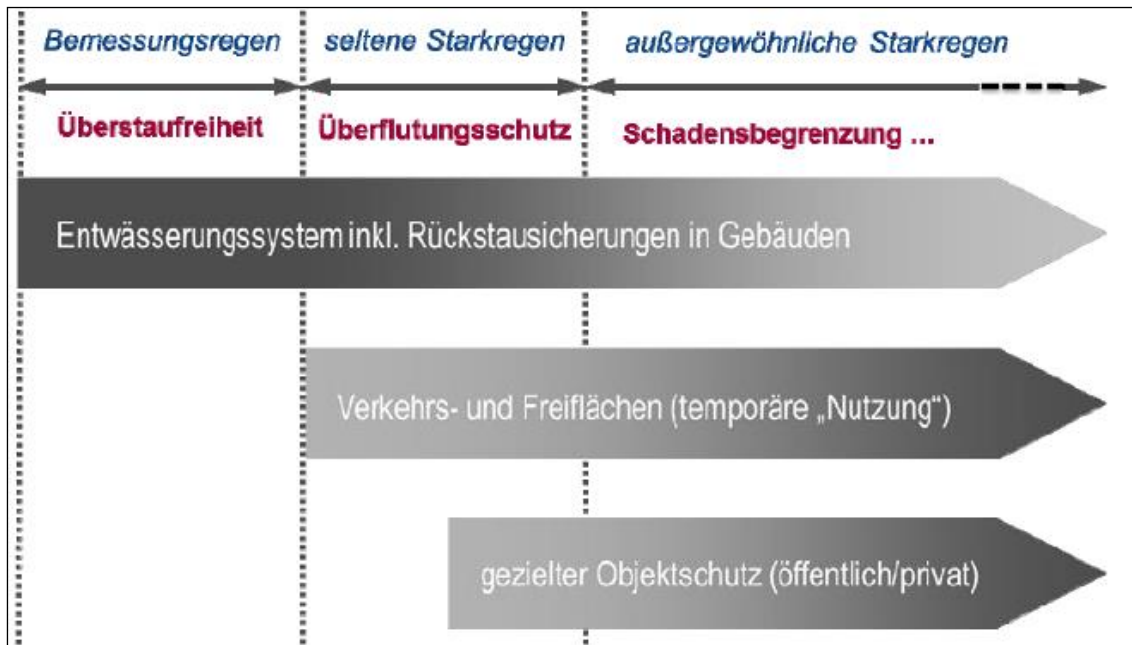 Bemessungsregen seltene Starkregen außergewöhnliche Starkregen
Überstaufreiheit Überflutungsschutz Schadensbegrenzung ...
Entwässerungssystem inkl. Rückstausicherungen in Gebäuden
Verkehrs- und Freiflächen (temporäre „Nutzung“)
gezielter Objektschutz (öffentlich/privat)